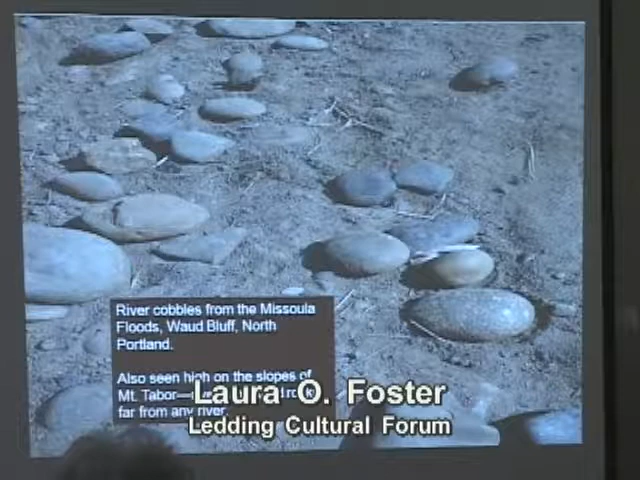 River cobbles from the Missoula
Floods, Waud Bluff, North
Portland.
Also seen high on the slopes of
Mt. Tabor—
far from any river.
Laura O. Foster
Ledding Cultural Forum